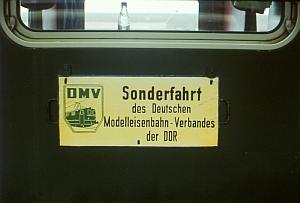 DMV
Sonderfahrt
des Deutschen
Modelleisenbahn-Verbandes
der DDR